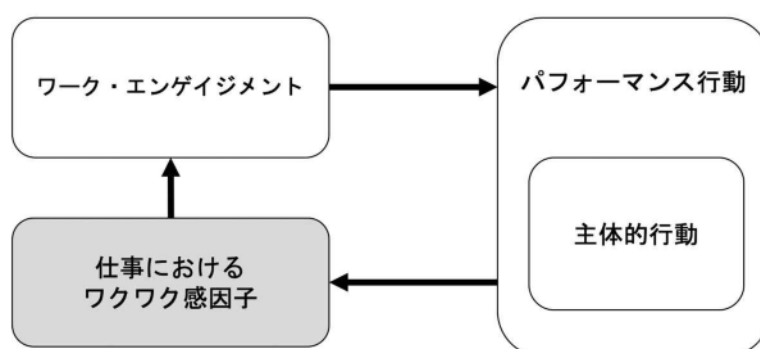 ワーク・エンゲイジメント
パフォーマンス行動
主体的行動
仕事における
ワクワク感因子